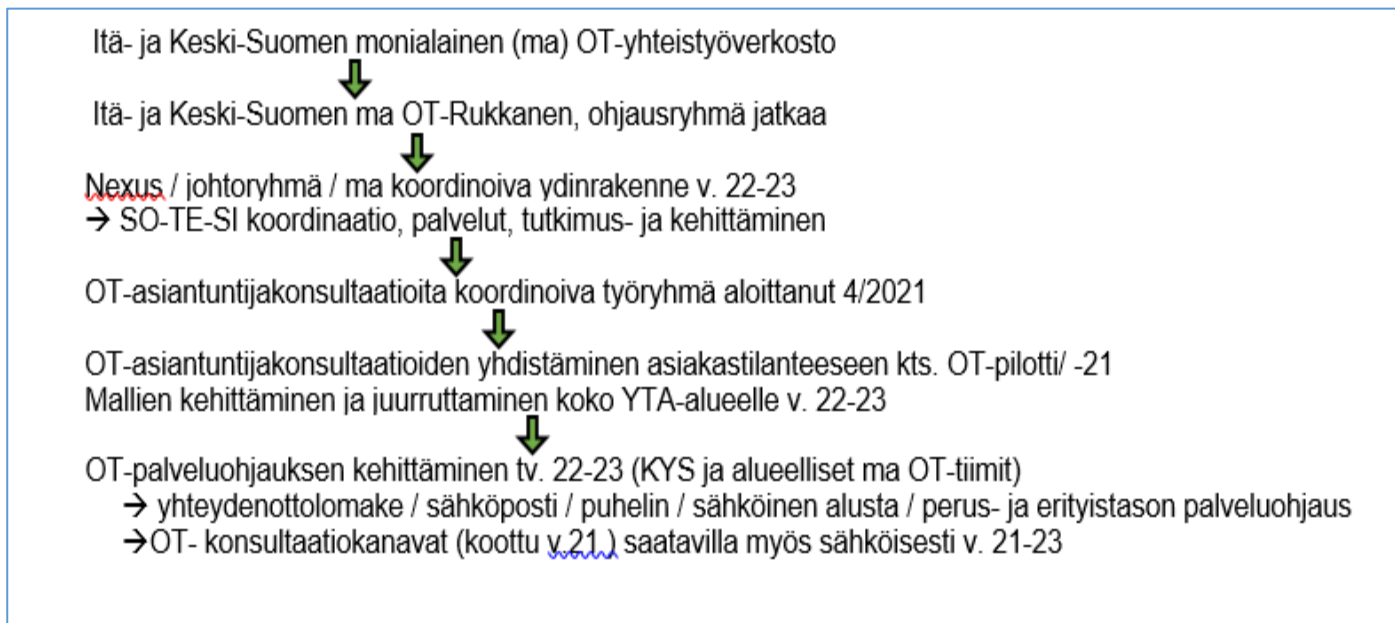 Itä- ja Keski-Suomen monialainen (ma) OT-yhteistyöverkosto
Itä- ja Keski-Suomen ma OT-Rukkanen, ohjausryhmä jatkaa
Nexus / johtoryhmä / ma koordinoiva ydinrakenne v. 22-23
→ SO-TE-SI koordinaatio, palvelut, tutkimus- ja kehittäminen
OT-asiantuntijakonsultaatioita koordinoiva työryhmä aloittanut 4/2021
OT-asiantuntijakonsultaatioiden yhdistäminen asiakastilanteeseen kts. OT-pilotti/ -21
Mallien kehittäminen ja juurruttaminen koko YTA-alueelle v. 22-23
OT-palveluohjauksen kehittäminen tv. 22-23 (KYS ja alueelliset ma OT-tiimit)
→ yhteydenottolomake / sähköposti / puhelin / sähköinen alusta / perus- ja erityistason palveluohjaus
→OT- konsultaatiokanavat (koottu v.21 ) saatavilla myös sähköisesti v. 21-23